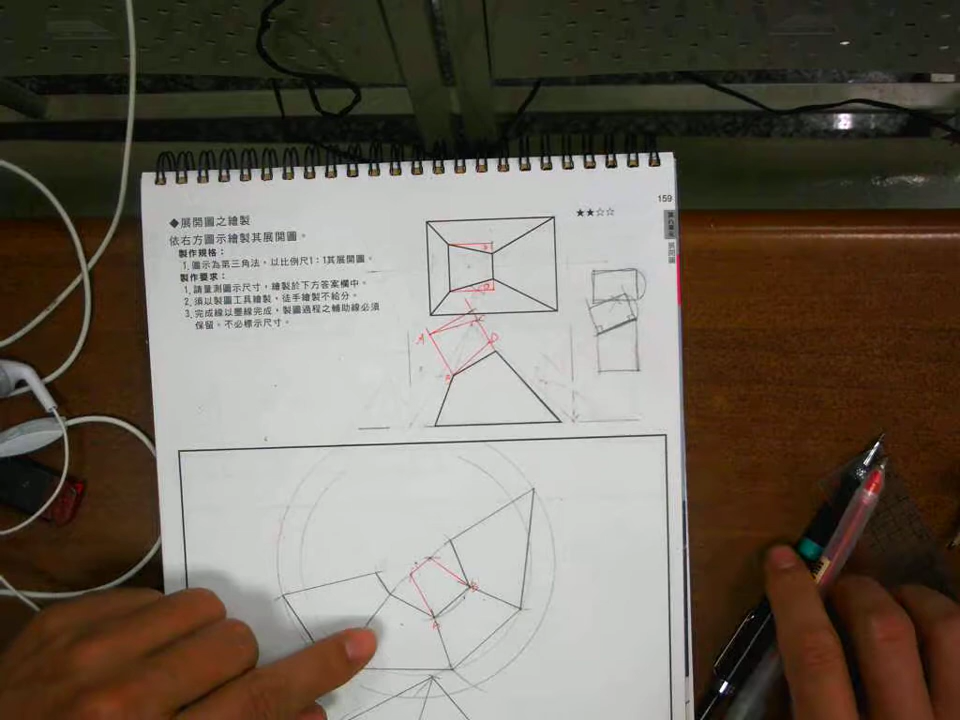 159
★★☆☆
◆展開圖之繪製
依右方圖示繪製其展開圖。
製作規格：
1. 圖示為第三角法，以比例尺1：1其展開圖。
製作要求：
1. 請量測圖示尺寸，繪製於下方答案欄中。
2. 須以製圖工具繪製，徒手繪製不給分。
3. 完成線以墨線完成，製圖過程之輔助線必須
保留。不必標示尺寸。
展開圖